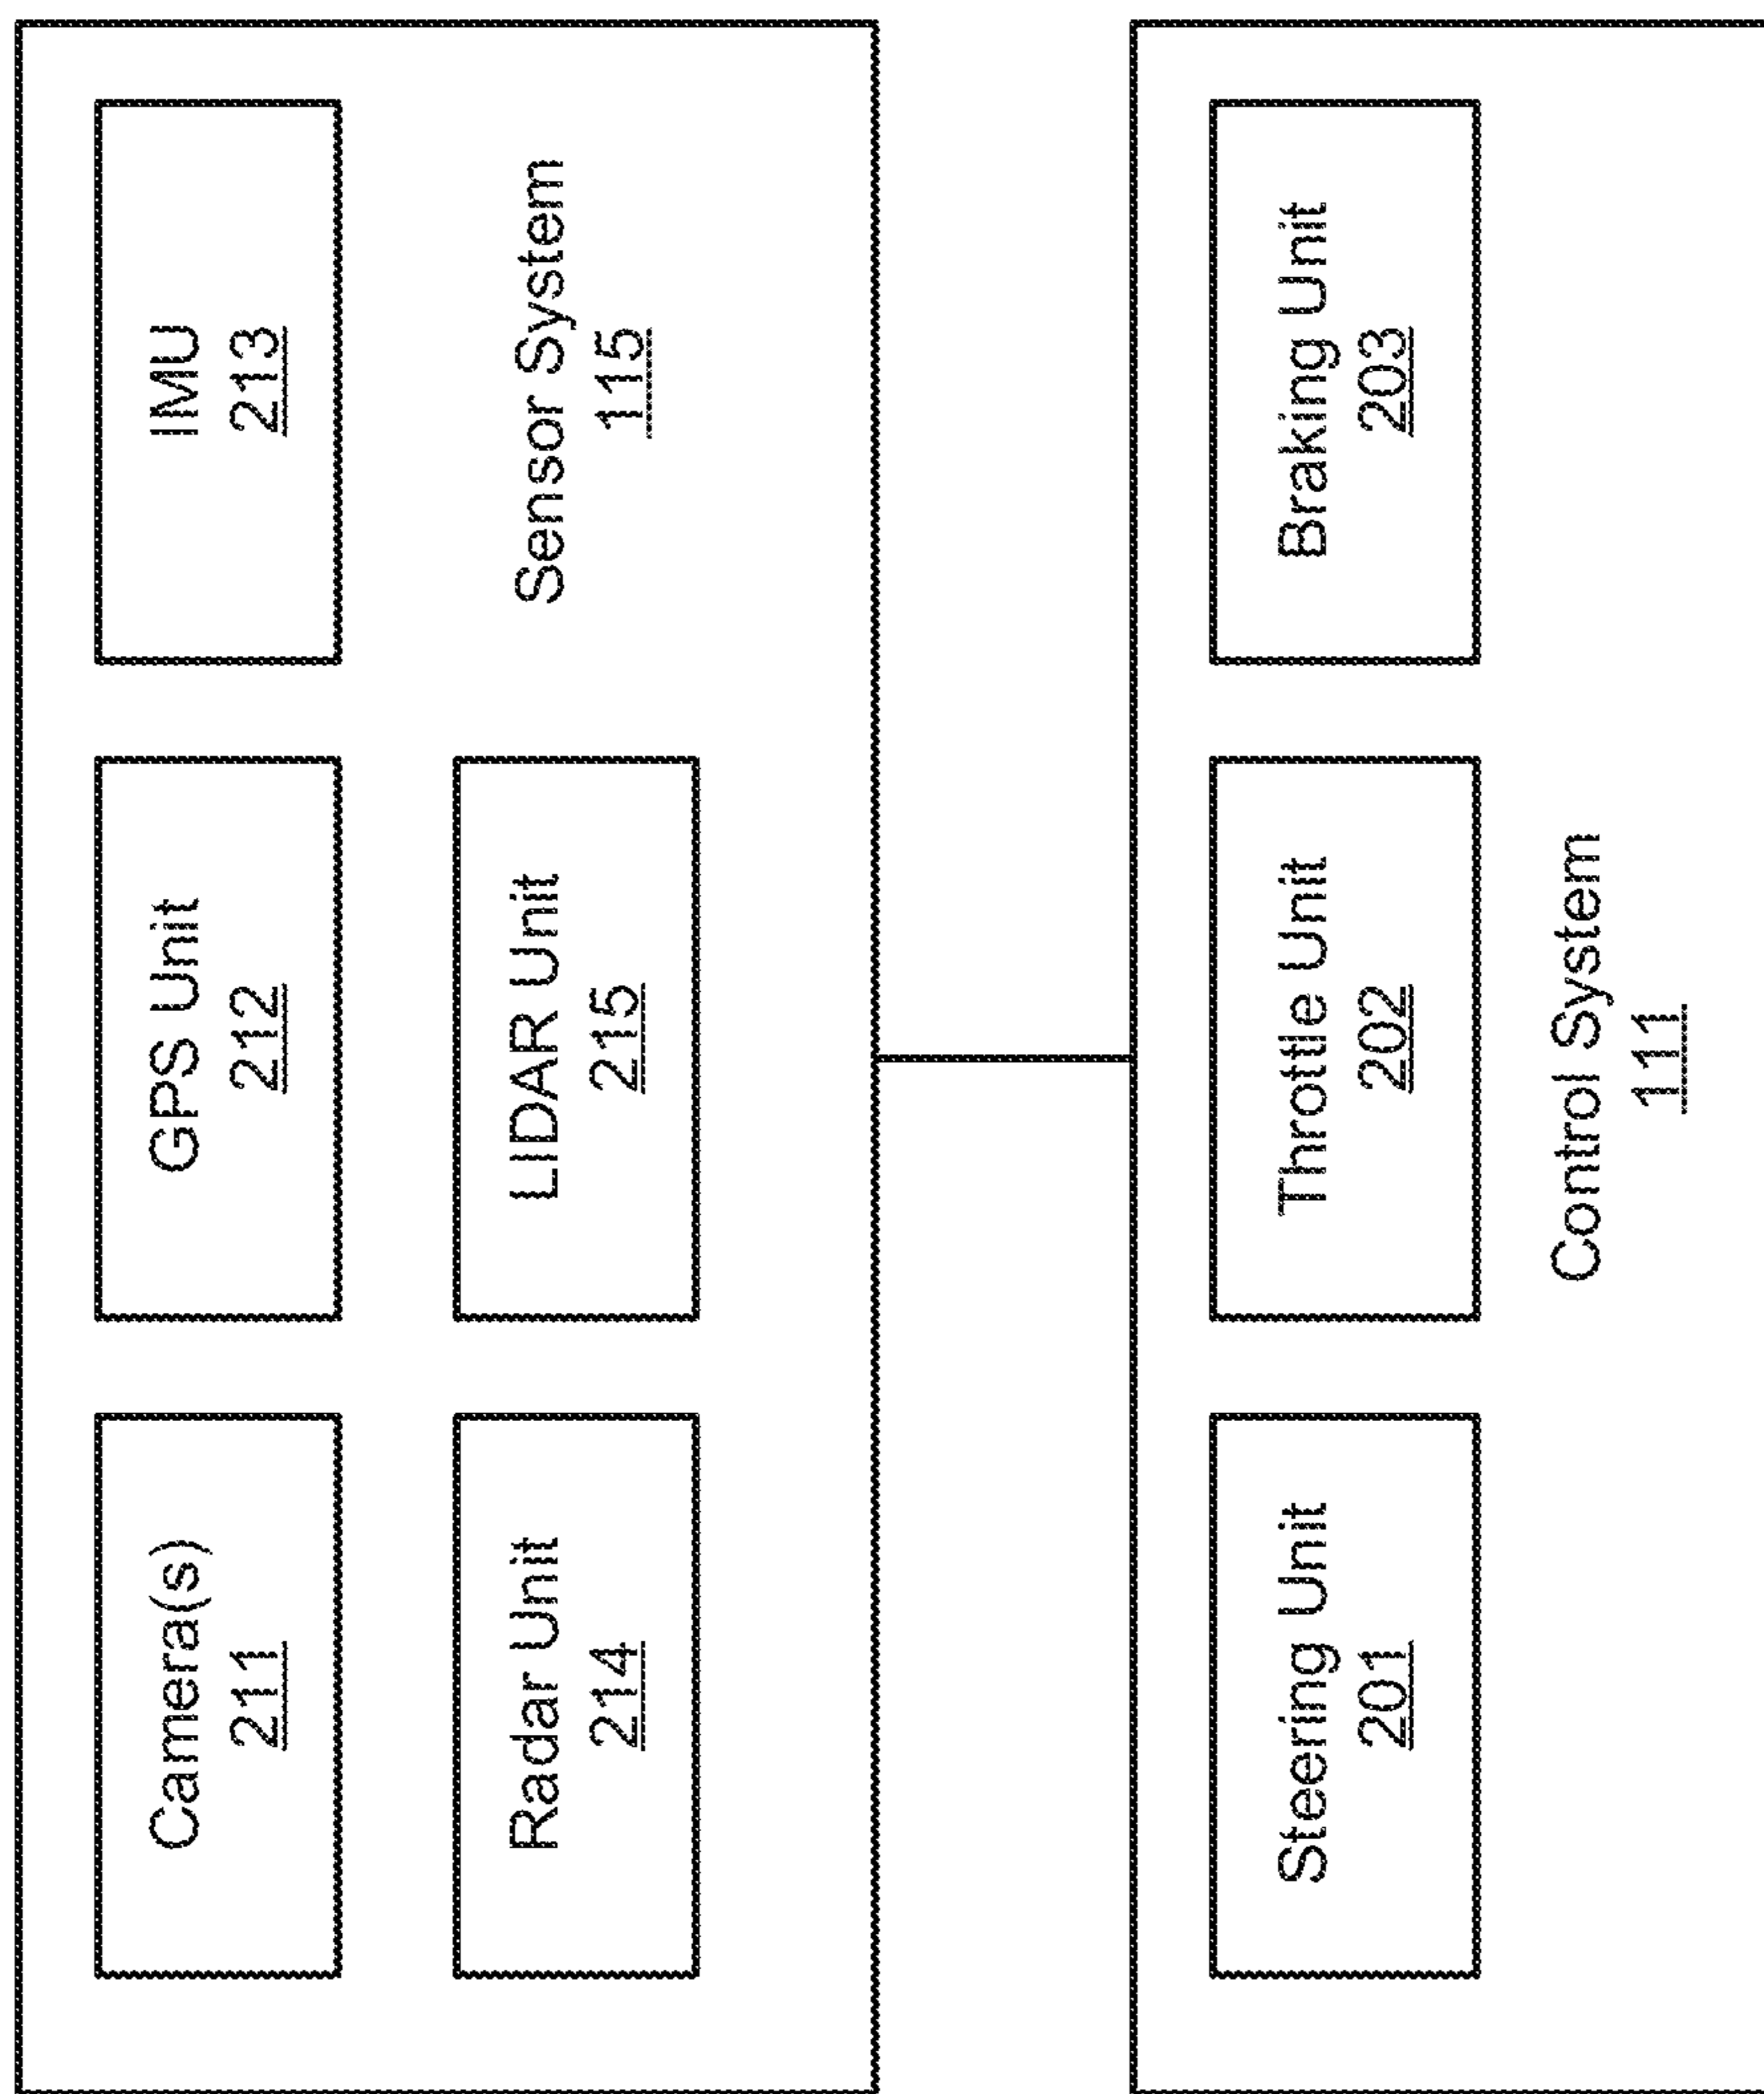 Camera(s)
211
GPS Unit
212
IMU
213
Radar Unit
214
LIDAR Unit
215
Sensor System
115
Steering Unit
201
Throttle Unit
202
Braking Unit
203
Control System
111